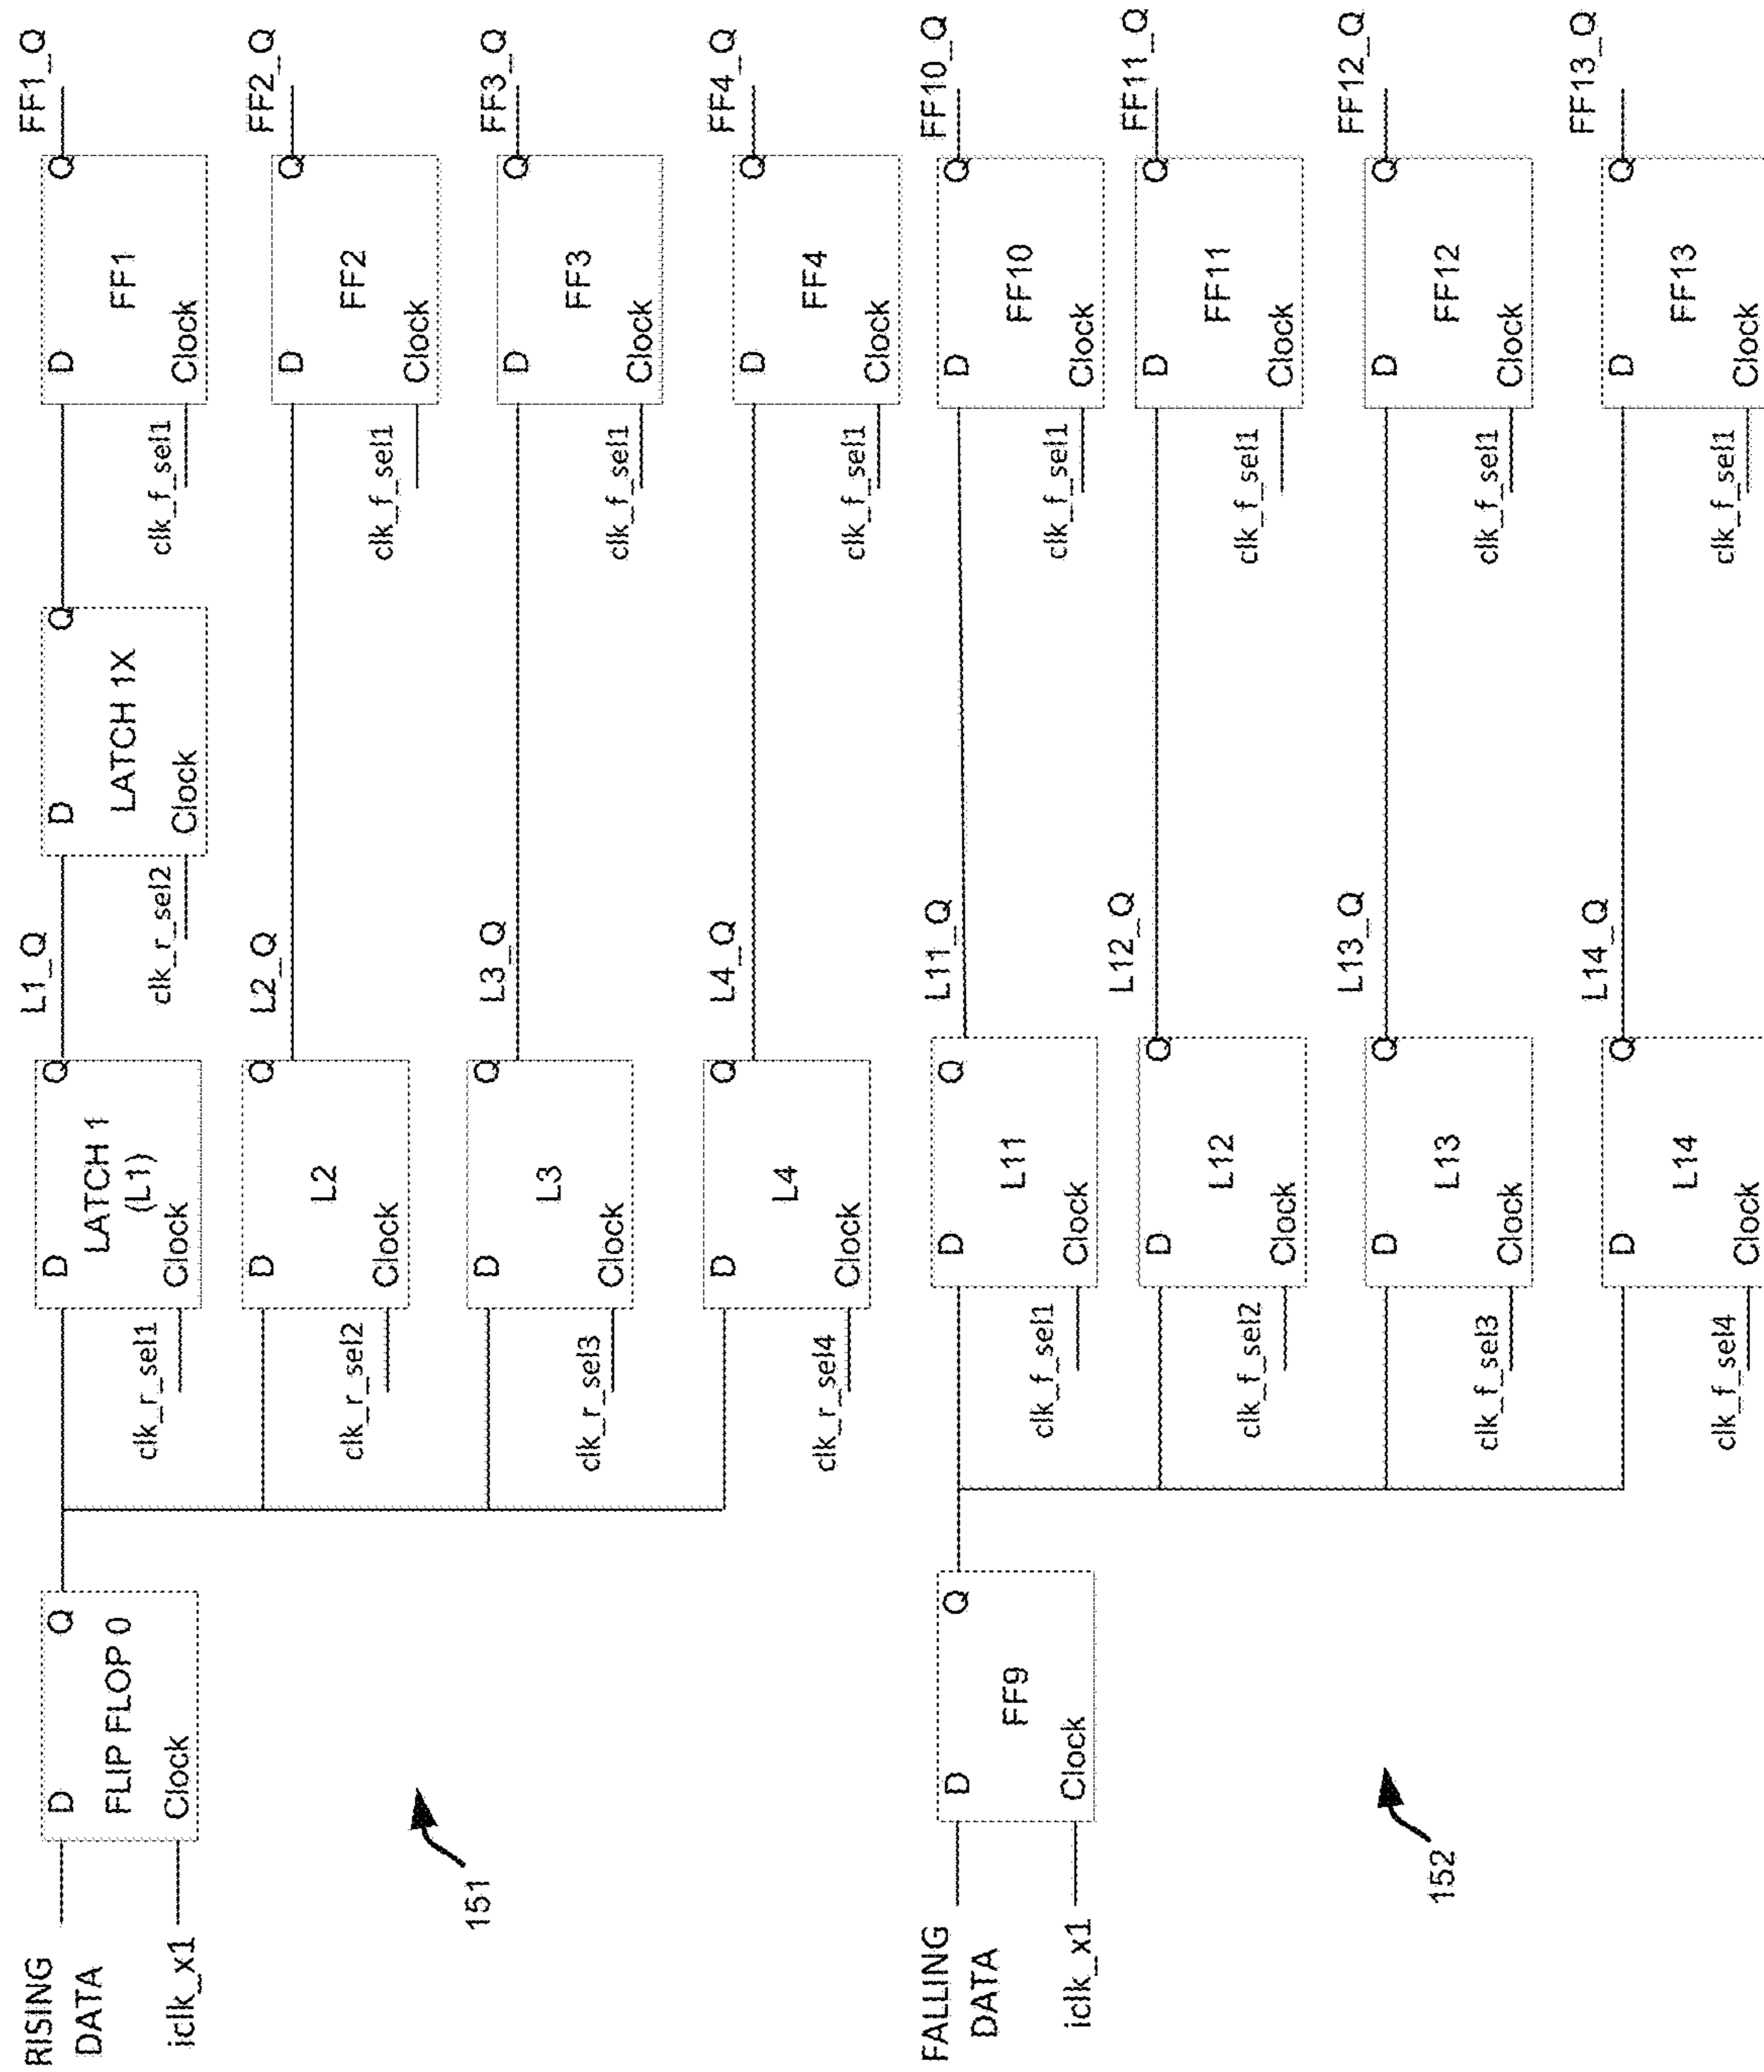 RISING
DATA
iclk_x1
D
Q
FLIP FLOP 0
Clock
151
D
Q
LATCH 1
(L1)
Clock
clk_r_sel1
L1_Q
D
Q
LATCH 1X
Clock
clk_r_sel2
D
Q
FF1
Clock
clk_f_sel1
FF1_Q
D
Q
L2
Clock
clk_r_sel2
L2_Q
D
Q
FF2
Clock
clk_f_sel1
FF2_Q
D
Q
L3
Clock
clk_r_sel3
L3_Q
D
Q
FF3
Clock
clk_f_sel1
FF3_Q
D
Q
L4
Clock
clk_r_sel4
L4_Q
D
Q
FF4
Clock
clk_f_sel1
FF4_Q
FALLING
DATA
iclk_x1
D
Q
FF9
Clock
152
D
Q
L11
Clock
clk_f_sel1
L11_Q
D
Q
FF10
Clock
clk_f_sel1
FF10_Q
D
Q
L12
Clock
clk_f_sel2
L12_Q
D
Q
FF11
Clock
clk_f_sel1
FF11_Q
D
Q
L13
Clock
clk_f_sel3
L13_Q
D
Q
FF12
Clock
clk_f_sel1
FF12_Q
D
Q
L14
Clock
clk_f_sel4
L14_Q
D
Q
FF13
Clock
clk_f_sel1
FF13_Q